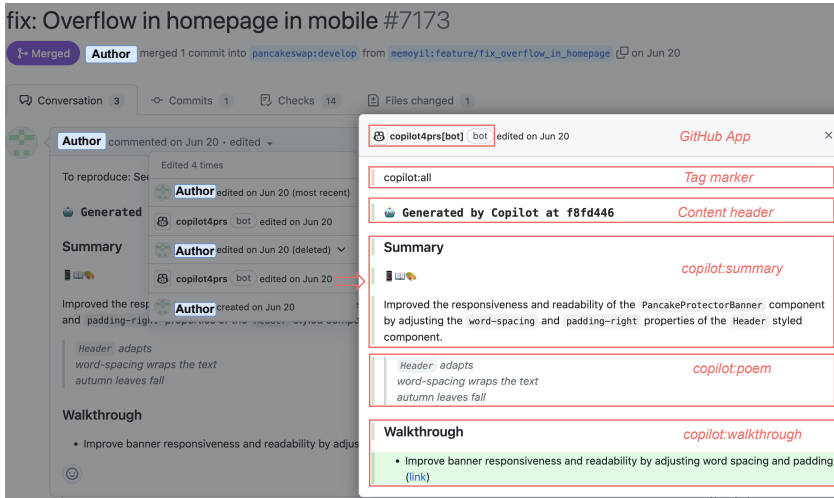 fix: Overflow in homepage in mobile #7173
Merged Author merged 1 commit into pancakeswap:develop from memoyil:feature/fix_overflow_in_homepage on Jun 20
Conversation 3 Commits 1 Checks 14 Files changed 1
Author commented on Jun 20 • edited
To reproduce: See
Generated
Summary
Improved the resp
and padding-righ
Header adapts
word-spacing wraps the text
autumn leaves fall
Walkthrough
• Improve banner responsiveness and readability by adjus
Edited 4 times
Author edited on Jun 20 (most recent)
copilot4prs bot edited on Jun 20
Author edited on Jun 20 (deleted)
copilot4prs bot edited on Jun 20
Author created on Jun 20
copilot4prs[bot] bot edited on Jun 20 GitHub App
copilot:all Tag marker
Generated by Copilot at f8fd446 Content header
Summary
copilot:summary
Improved the responsiveness and readability of the PancakeProtectorBanner component
by adjusting the word-spacing and padding-right properties of the Header styled
component.
Header adapts
word-spacing wraps the text
autumn leaves fall
copilot:poem
Walkthrough copilot:walkthrough
• Improve banner responsiveness and readability by adjusting word spacing and padding
(link)